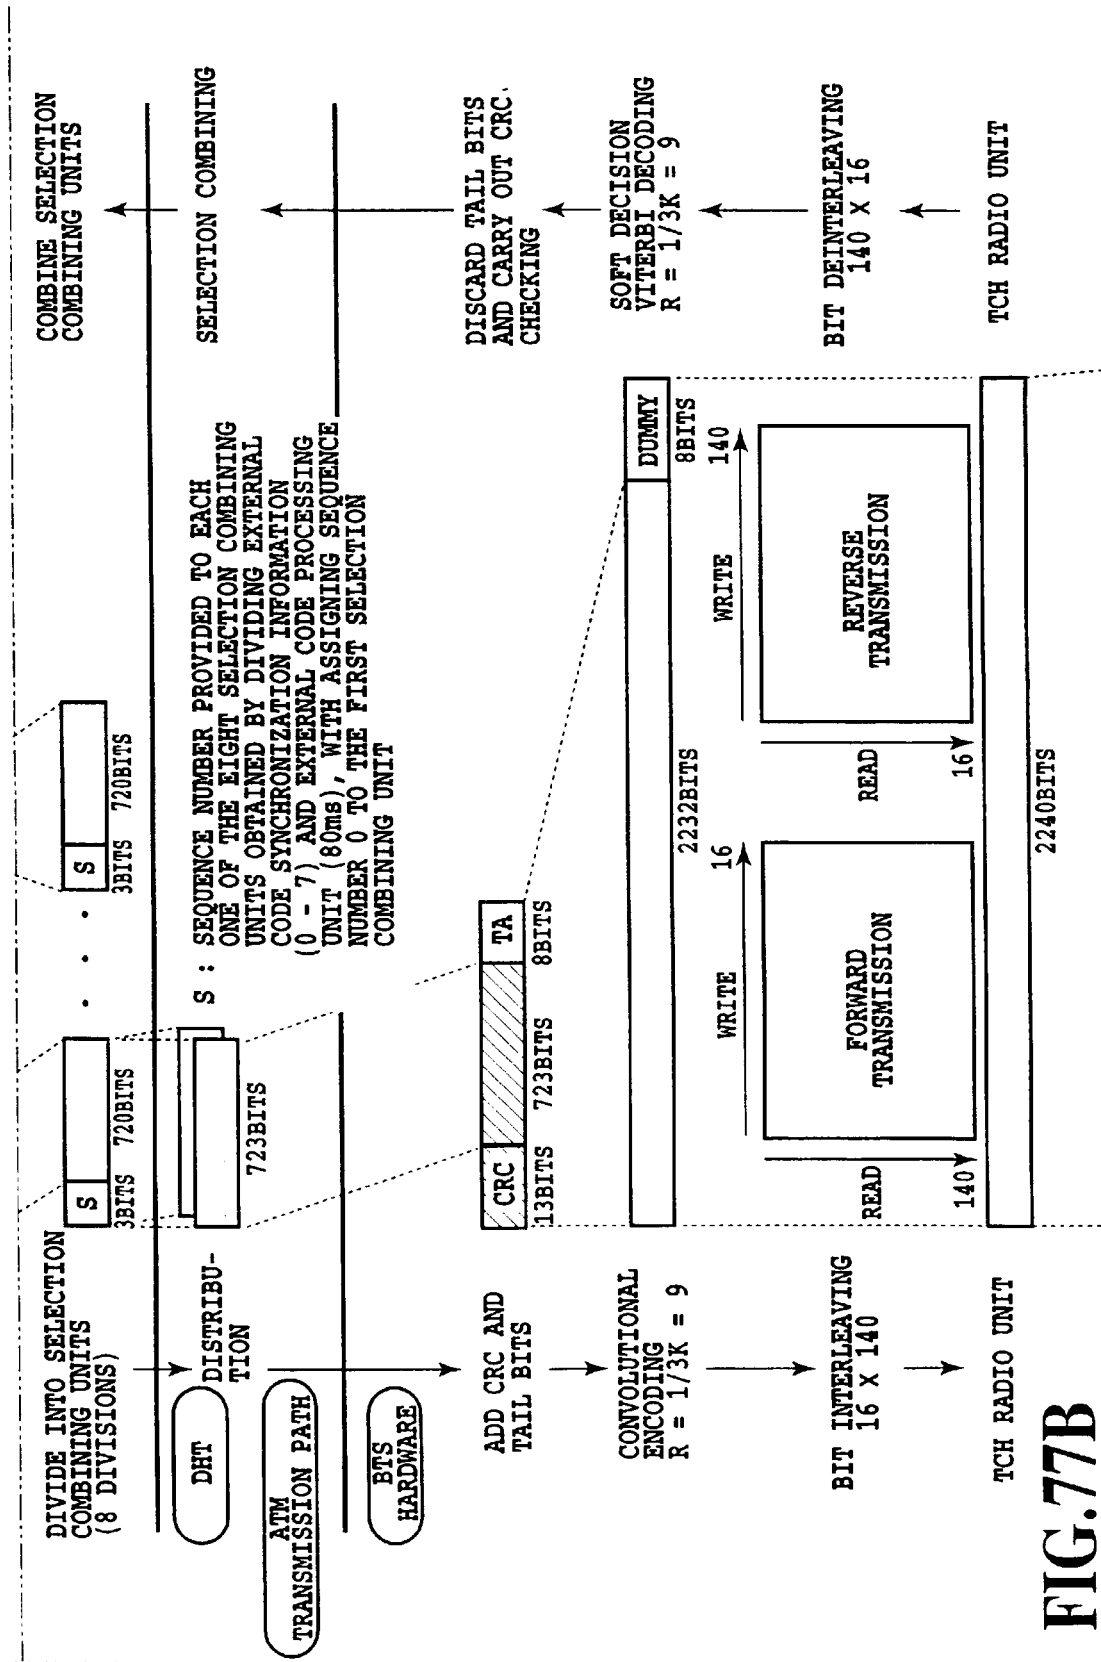 DIVIDE INTO SELECTION
COMBINING UNITS
(8 DIVISIONS)
S
3BITS
720BITS
. . .
S
3BITS
720BITS
COMBINE SELECTION
COMBINING UNITS
DHT
DISTRIBU-
TION
723BITS
S : SEQUENCE NUMBER PROVIDED TO EACH
ONE OF THE EIGHT SELECTION COMBINING
UNITS OBTAINED BY DIVIDING EXTERNAL
CODE SYNCHRONIZATION INFORMATION
(0 - 7) AND EXTERNAL CODE PROCESSING
UNIT (80ms), WITH ASSIGNING SEQUENCE
NUMBER 0 TO THE FIRST SELECTION
COMBINING UNIT
SELECTION COMBINING
ATM
TRANSMISSION PATH
BTS
HARDWARE
ADD CRC AND
TAIL BITS
CRC
TA
13BITS
723BITS
8BITS
DISCARD TAIL BITS
AND CARRY OUT CRC
CHECKING
CONVOLUTIONAL
ENCODING
R = 1/3K = 9
DUMMY
2232BITS
8BITS
SOFT DECISION
VITERBI DECODING
R = 1/3K = 9
BIT INTERLEAVING
16 X 140
WRITE
16
READ
140
FORWARD
TRANSMISSION
WRITE
140
READ
16
REVERSE
TRANSMISSION
BIT DEINTERLEAVING
140 X 16
TCH RADIO UNIT
2240BITS
TCH RADIO UNIT
FIG.77B